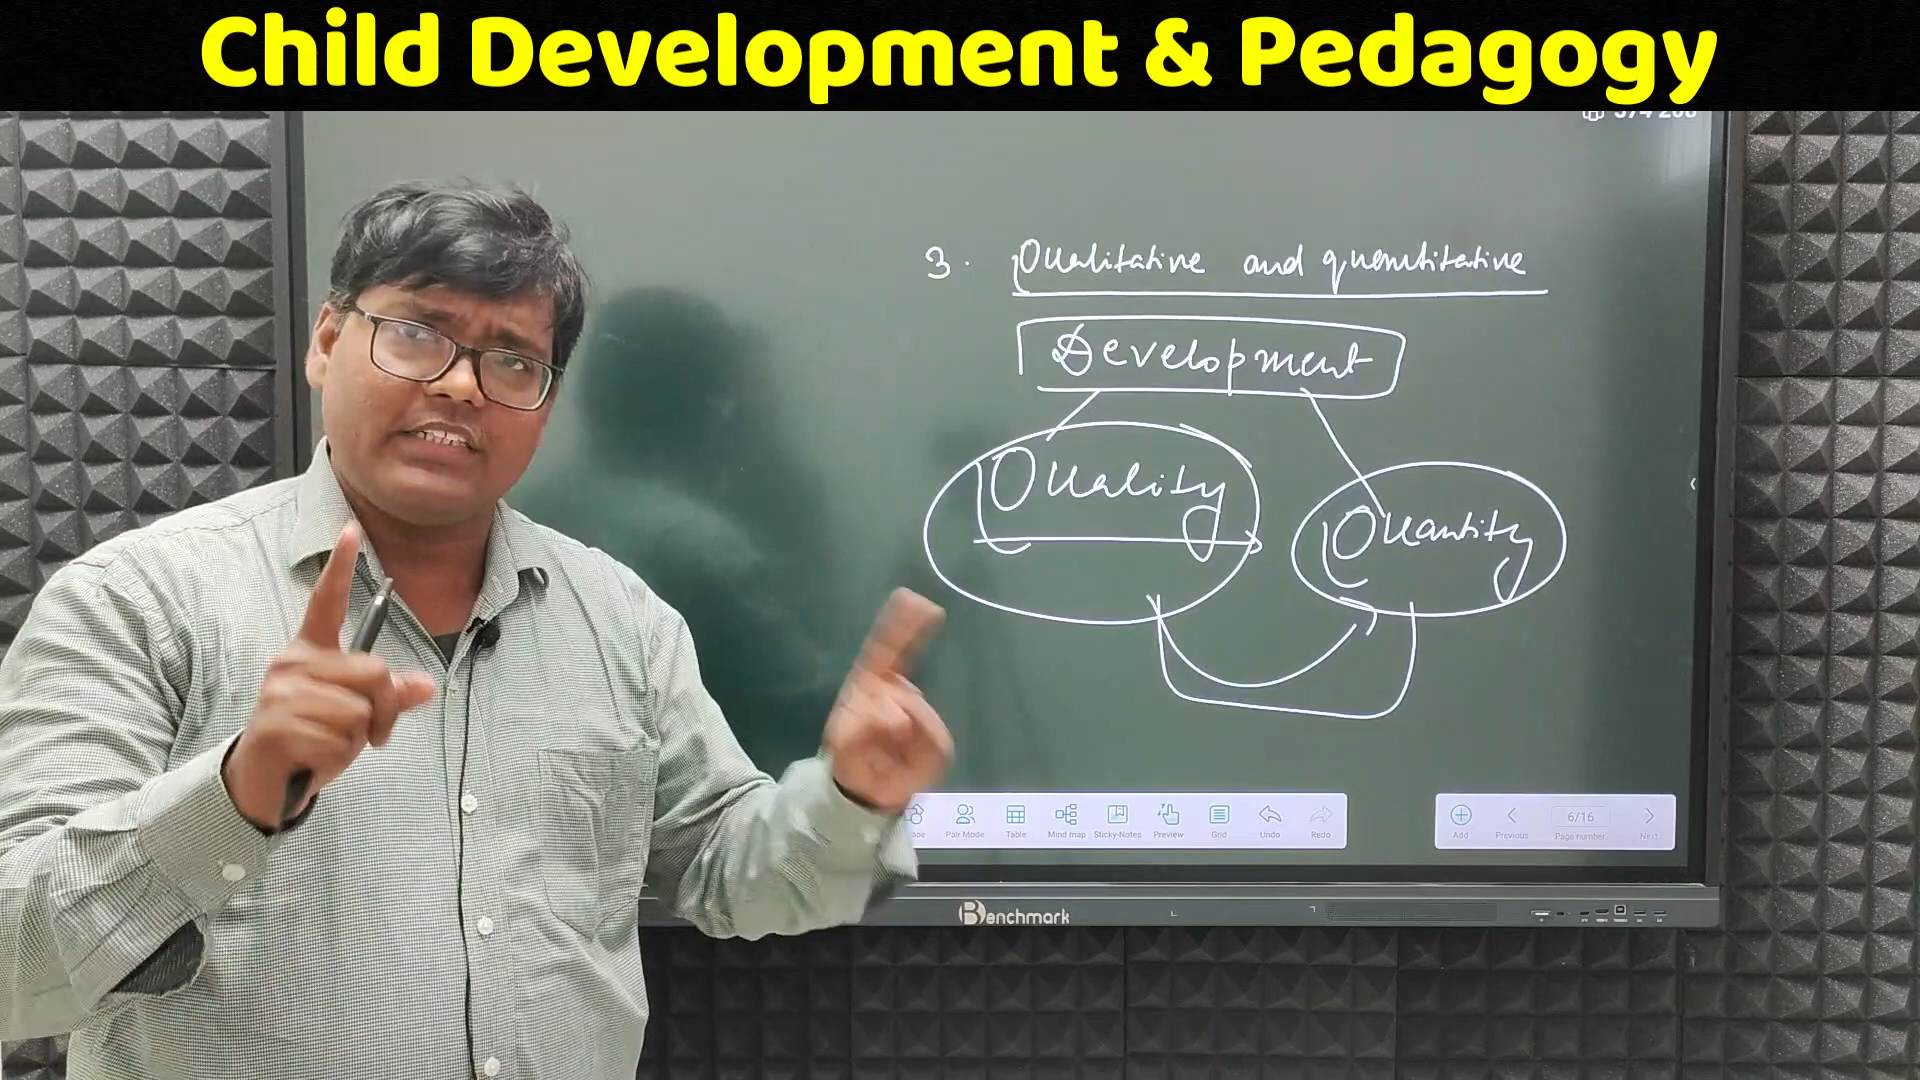 Child Development & Pedagogy
3. Qualitative and quantitative
Development
Quality
Quantity
Pair Mode
Table
Mind map
Sticky-Notes
Preview
Grid
Undo
Redo
Add
Previous
6/16
Page number
Next
Benchmark